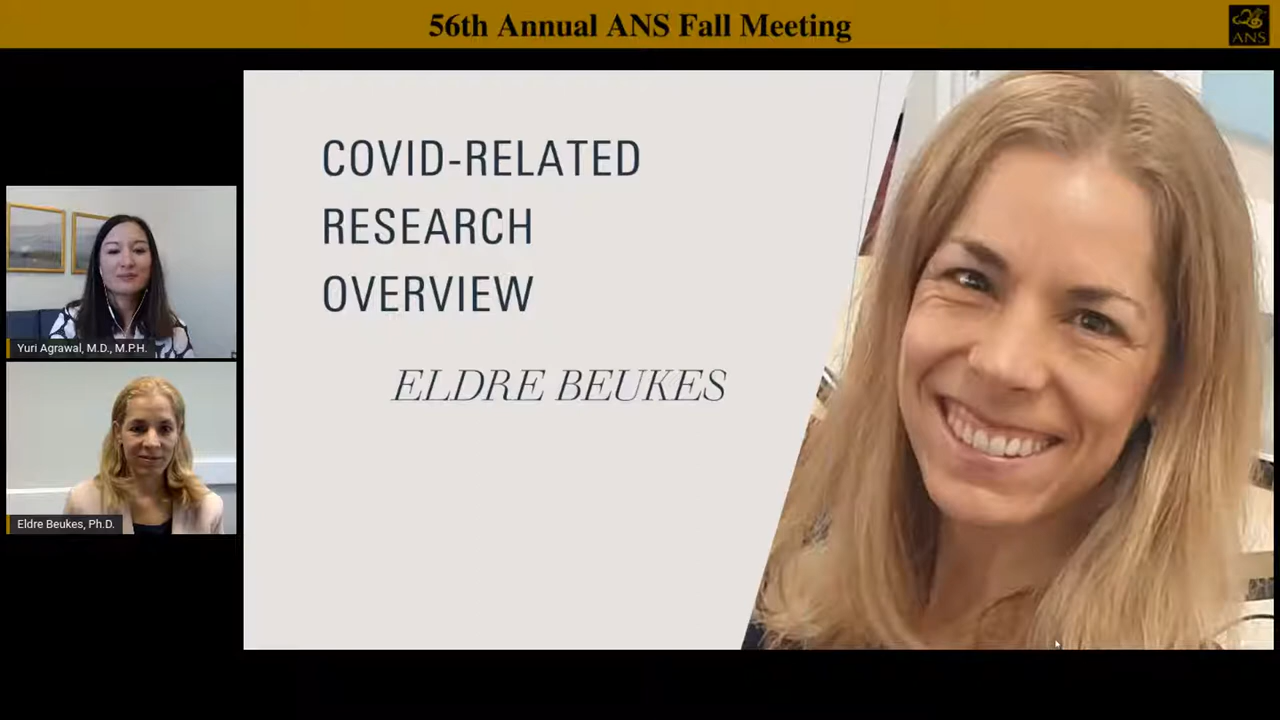 56th Annual ANS Fall Meeting
ANS
COVID-RELATED
RESEARCH
OVERVIEW
ELDRE BEUKES
Yuri Agrawal, M.D., M.P.H.
Eldre Beukes, Ph.D.